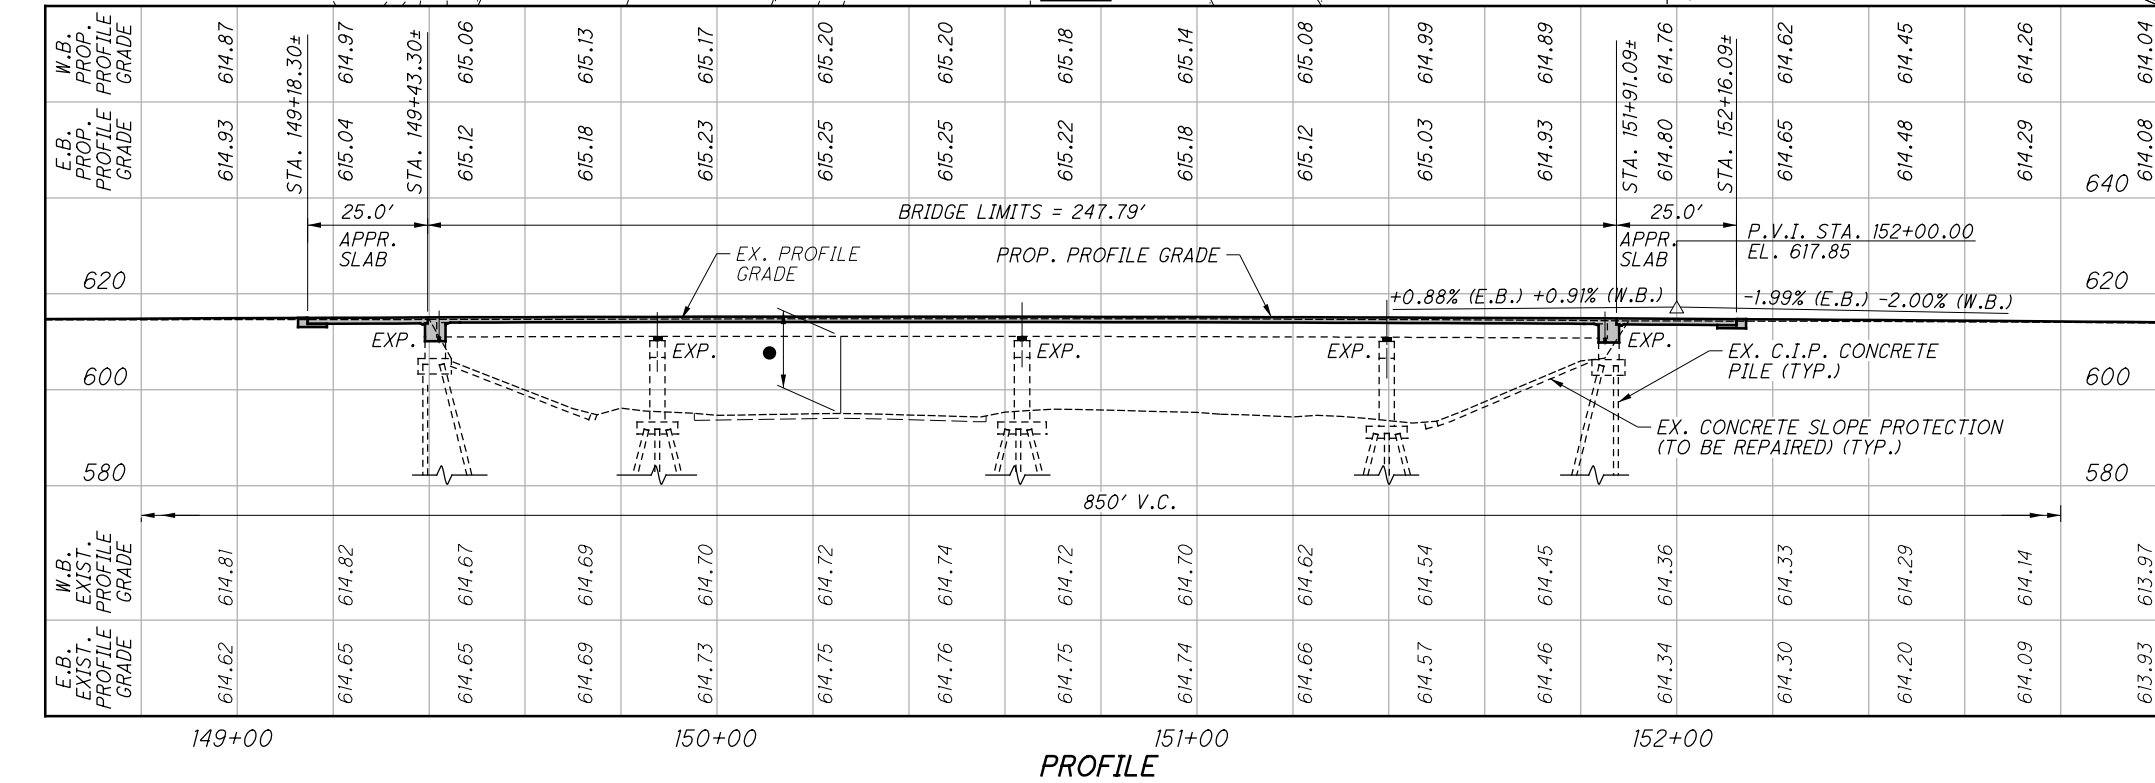 W.B.
PROP.
PROFILE
GRADE
614.87
STA. 149+18.30±
614.97
STA. 149+43.30±
615.06
615.13
615.17
615.20
615.20
615.18
615.14
615.08
614.99
614.89
STA. 151+91.09±
614.76
STA. 152+16.09±
614.62
614.45
614.26
614.04
E.B.
PROP.
PROFILE
GRADE
614.93
615.04
615.12
615.18
615.23
615.25
615.25
615.22
615.18
615.12
615.03
614.93
614.80
614.65
614.48
614.29
614.08
640
25.0'
BRIDGE LIMITS = 247.79'
25.0'
APPR.
SLAB
EX. PROFILE
GRADE
PROP. PROFILE GRADE
APPR.
SLAB
P.V.I. STA. 152+00.00
EL. 617.85
620
+0.88% (E.B.) +0.91% (W.B.)
-1.99% (E.B.) -2.00% (W.B.)
620
EXP.
EXP.
EXP.
EXP.
EXP.
EX. C.I.P. CONCRETE
PILE (TYP.)
600
600
EX. CONCRETE SLOPE PROTECTION
(TO BE REPAIRED) (TYP.)
580
580
850' V.C.
W.B.
EXIST.
PROFILE
GRADE
614.81
614.82
614.67
614.69
614.70
614.72
614.74
614.72
614.70
614.62
614.54
614.45
614.36
614.33
614.29
614.14
613.97
E.B.
EXIST.
PROFILE
GRADE
614.62
614.65
614.65
614.69
614.73
614.75
614.76
614.75
614.74
614.66
614.57
614.46
614.34
614.30
614.20
614.09
613.93
149+00
150+00
151+00
152+00
PROFILE